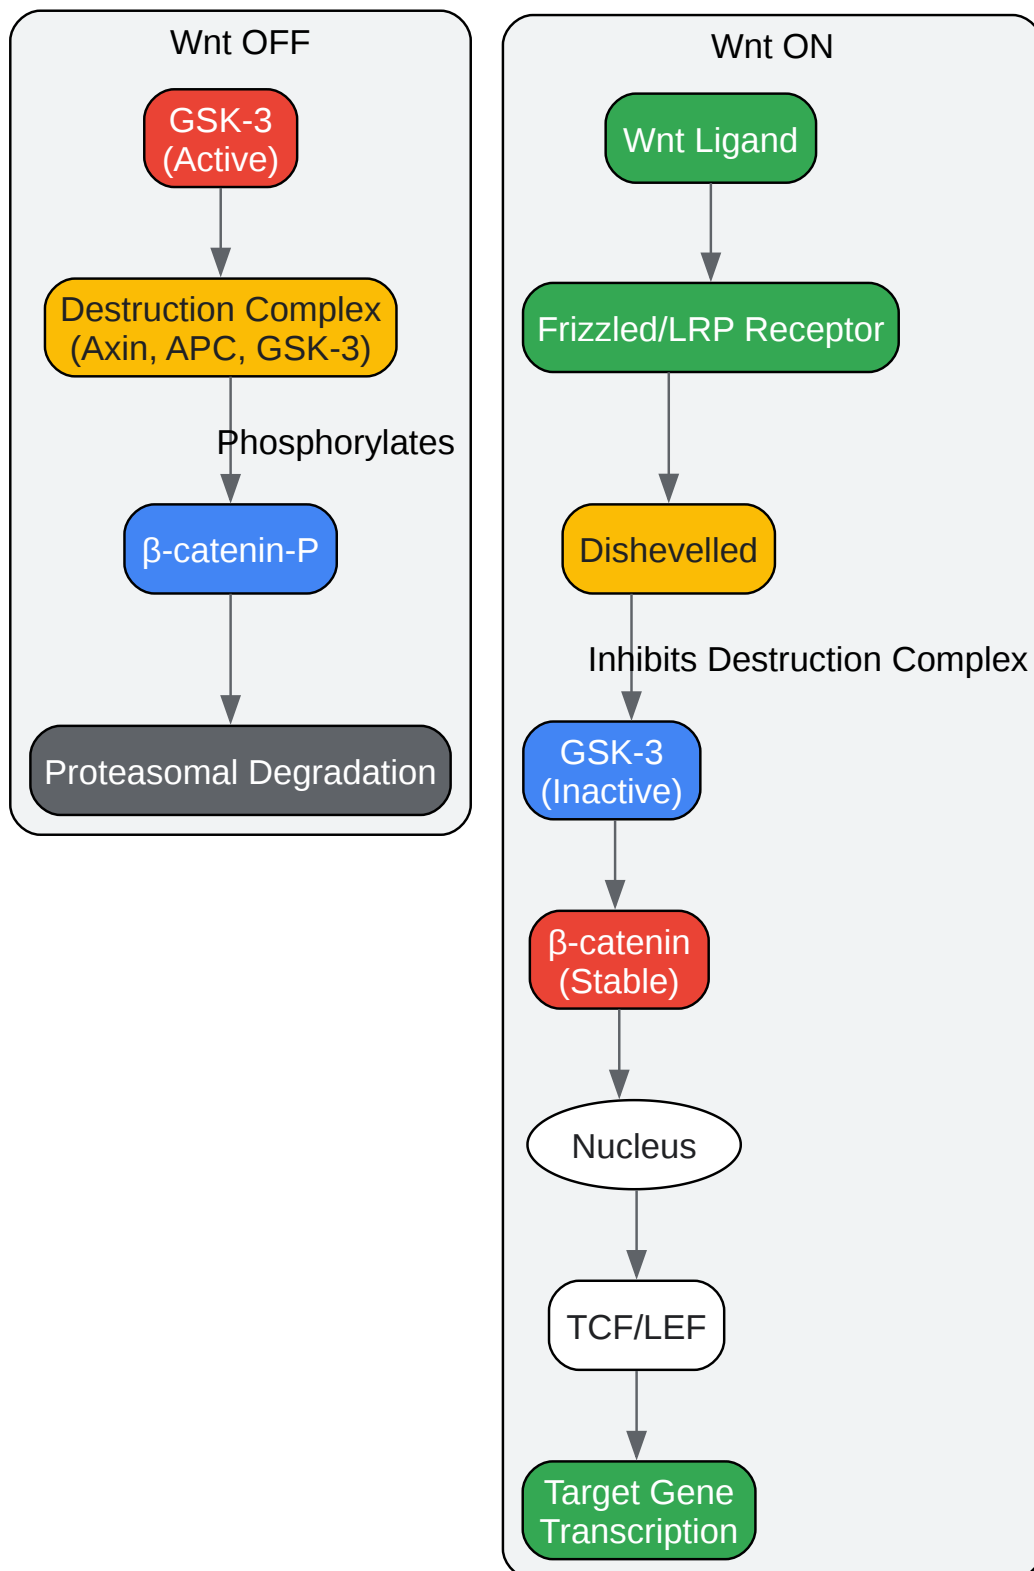 Wnt OFF
GSK-3
(Active)
Destruction Complex
(Axin, APC, GSK-3)
Phosphorylates
β-catenin-P
Proteasomal Degradation
Wnt ON
Wnt Ligand
Frizzled/LRP Receptor
Dishevelled
Inhibits Destruction Complex
GSK-3
(Inactive)
β-catenin
(Stable)
Nucleus
TCF/LEF
Target Gene
Transcription